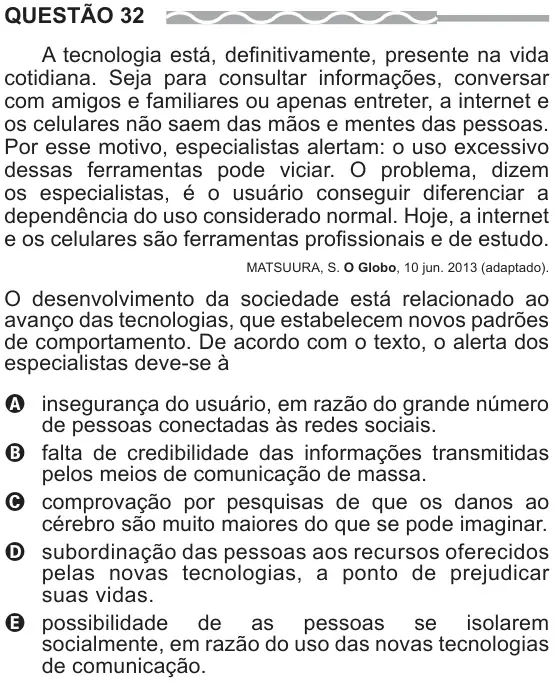 QUESTÃO 32
A tecnologia está, definitivamente, presente na vida
cotidiana. Seja para consultar informações, conversar
com amigos e familiares ou apenas entreter, a internet e
os celulares não saem das mãos e mentes das pessoas.
Por esse motivo, especialistas alertam: o uso excessivo
dessas ferramentas pode viciar. O problema, dizem
os especialistas, é o usuário conseguir diferenciar a
dependência do uso considerado normal. Hoje, a internet
e os celulares são ferramentas profissionais e de estudo.
MATSUURA, S. O Globo, 10 jun. 2013 (adaptado).
O desenvolvimento da sociedade está relacionado ao
avanço das tecnologias, que estabelecem novos padrões
de comportamento. De acordo com o texto, o alerta dos
especialistas deve-se à
A insegurança do usuário, em razão do grande número
de pessoas conectadas às redes sociais.
B falta de credibilidade das informações transmitidas
pelos meios de comunicação de massa.
C comprovação por pesquisas de que os danos ao
cérebro são muito maiores do que se pode imaginar.
D subordinação das pessoas aos recursos oferecidos
pelas novas tecnologias, a ponto de prejudicar
suas vidas.
E possibilidade de as pessoas se isolarem
socialmente, em razão do uso das novas tecnologias
de comunicação.